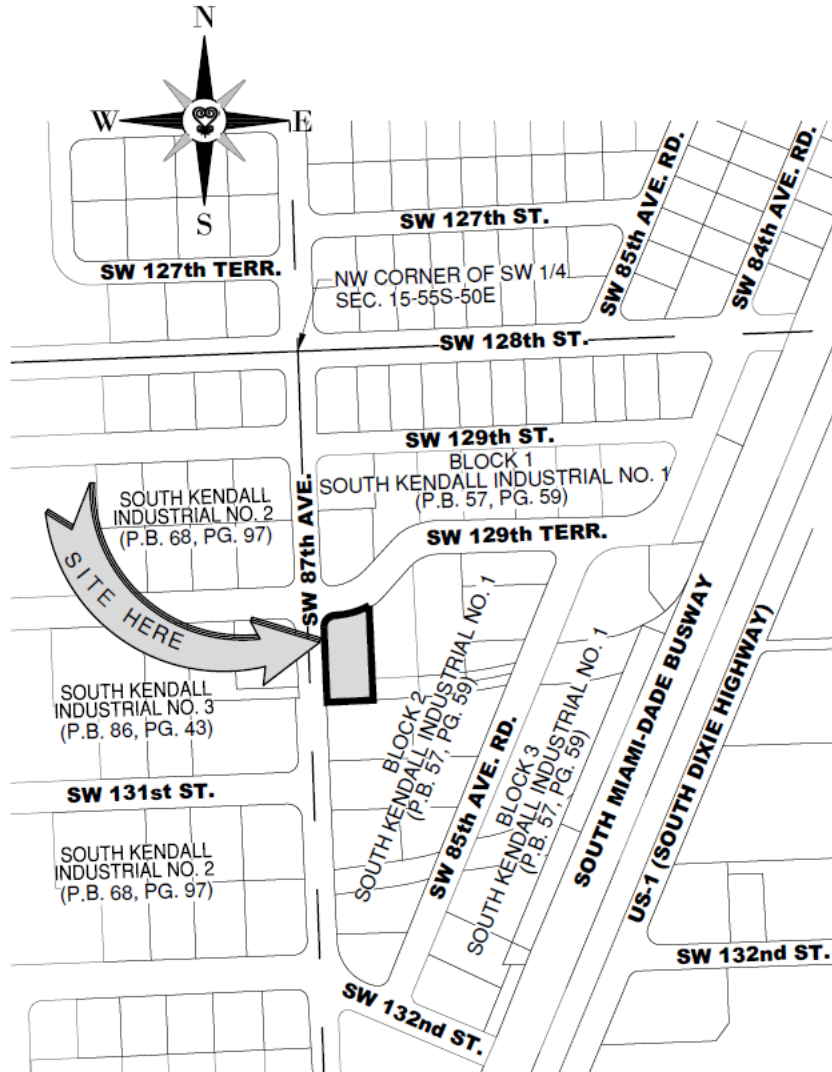 N
W
E
S
SW 127th ST.
SW 127th TERR.
SW 85th AVE. RD.
SW 84th AVE. RD.
NW CORNER OF SW 1/4
SEC. 15-55S-50E
SW 128th ST.
SW 129th ST.
BLOCK 1
SOUTH KENDALL INDUSTRIAL NO. 1
(P.B. 57, PG. 59)
SOUTH KENDALL
INDUSTRIAL NO. 2
(P.B. 68, PG. 97)
SW 87th AVE.
SW 129th TERR.
SITE HERE
SOUTH KENDALL
INDUSTRIAL NO. 3
(P.B. 86, PG. 43)
BLOCK 2
SOUTH KENDALL INDUSTRIAL NO. 1
(P.B. 57, PG. 59)
SW 85th AVE. RD.
BLOCK 3
SOUTH KENDALL INDUSTRIAL NO. 1
(P.B. 57, PG. 59)
SOUTH MIAMI-DADE BUSWAY
US-1 (SOUTH DIXIE HIGHWAY)
SW 131st ST.
SOUTH KENDALL
INDUSTRIAL NO. 2
(P.B. 68, PG. 97)
SW 132nd ST.
SW 132nd ST.